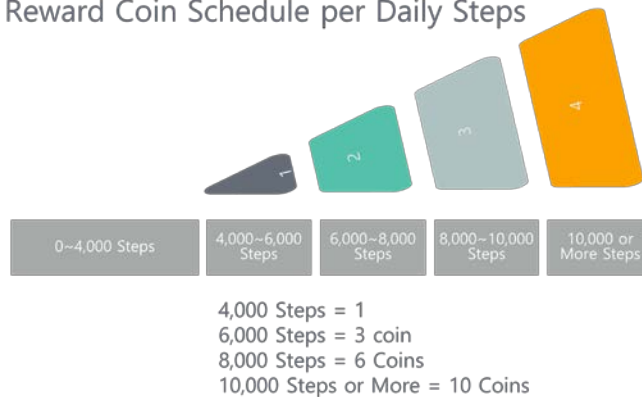 Reward Coin Schedule per Daily Steps
1
2
3
4
0~4,000 Steps
4,000~6,000
Steps
6,000~8,000
Steps
8,000~10,000
Steps
10,000 or
More Steps
4,000 Steps = 1
6,000 Steps = 3 coin
8,000 Steps = 6 Coins
10,000 Steps or More = 10 Coins